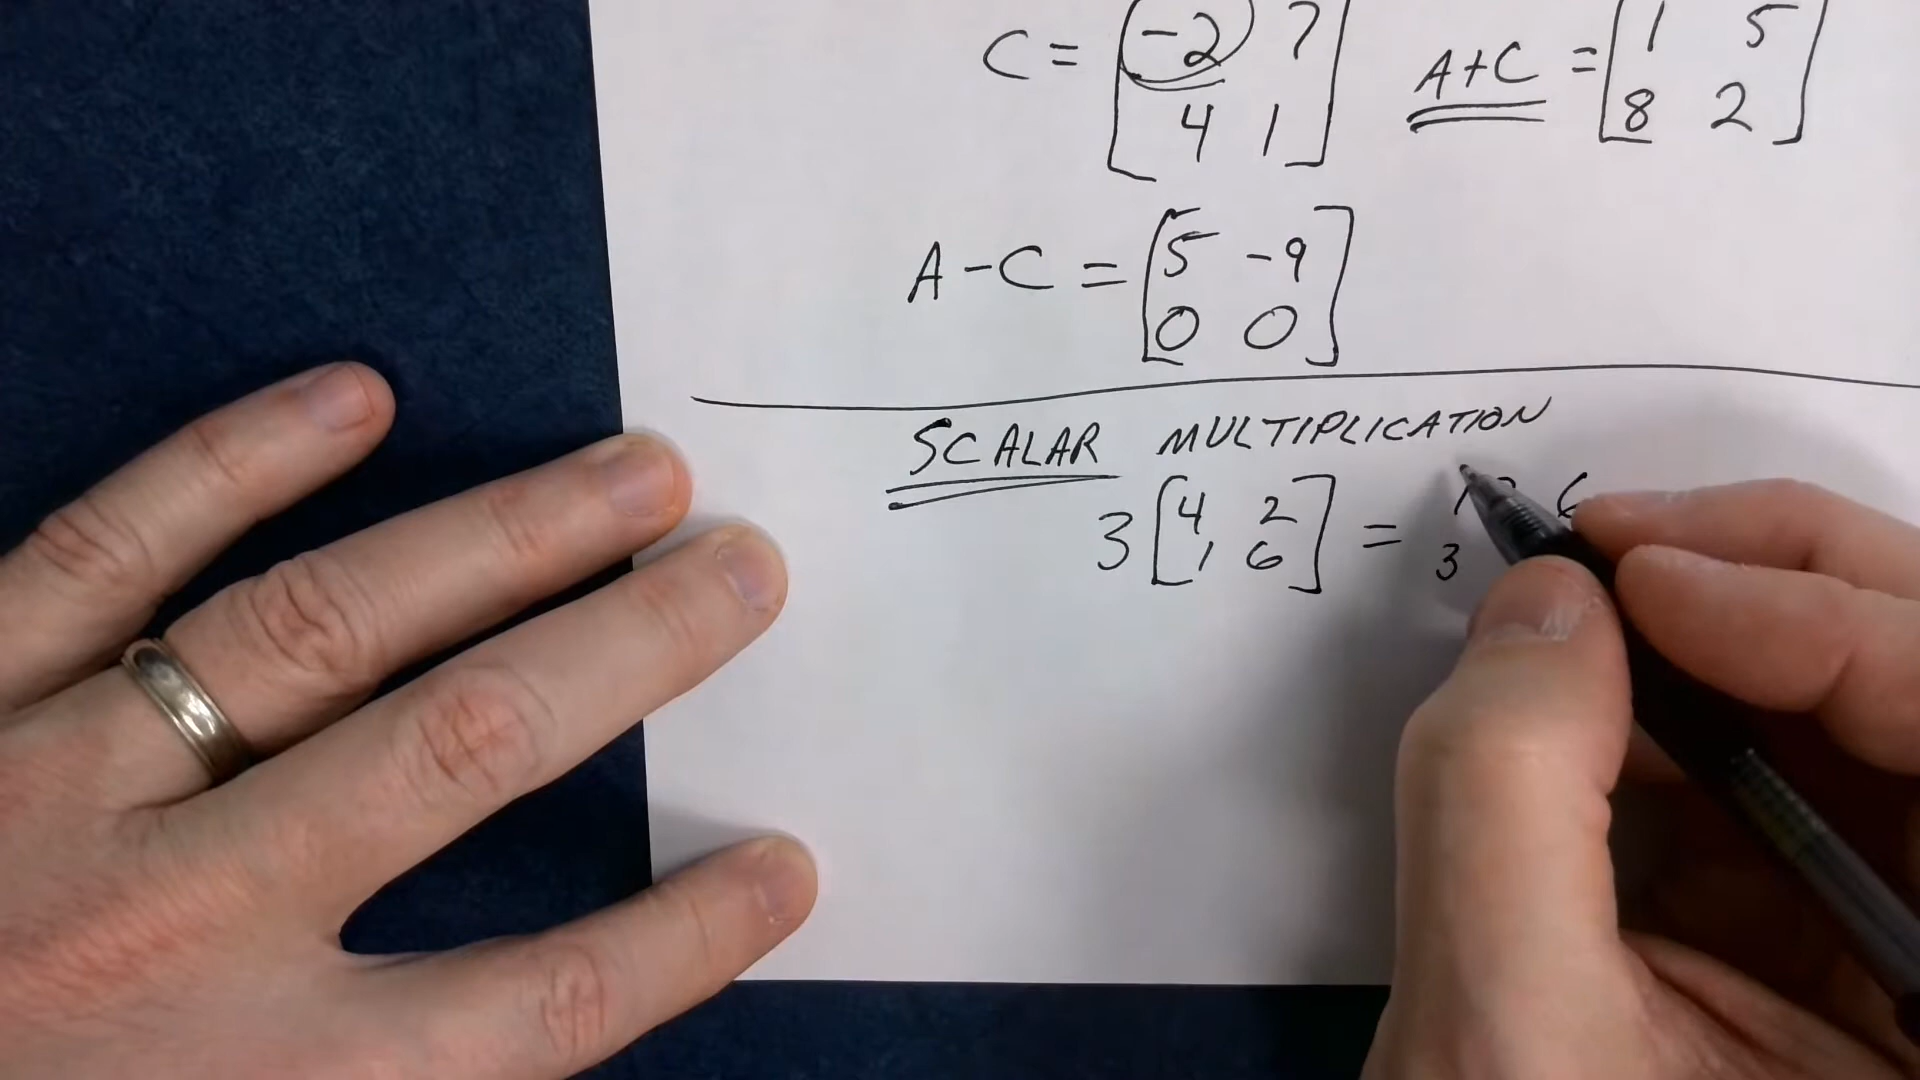 C = [-2 7
4 1]
A+C = [1 5
8 2]
A-C = [5 -9
0 0]
SCALAR MULTIPLICATION
3 [4 2
1 6] =
6
3